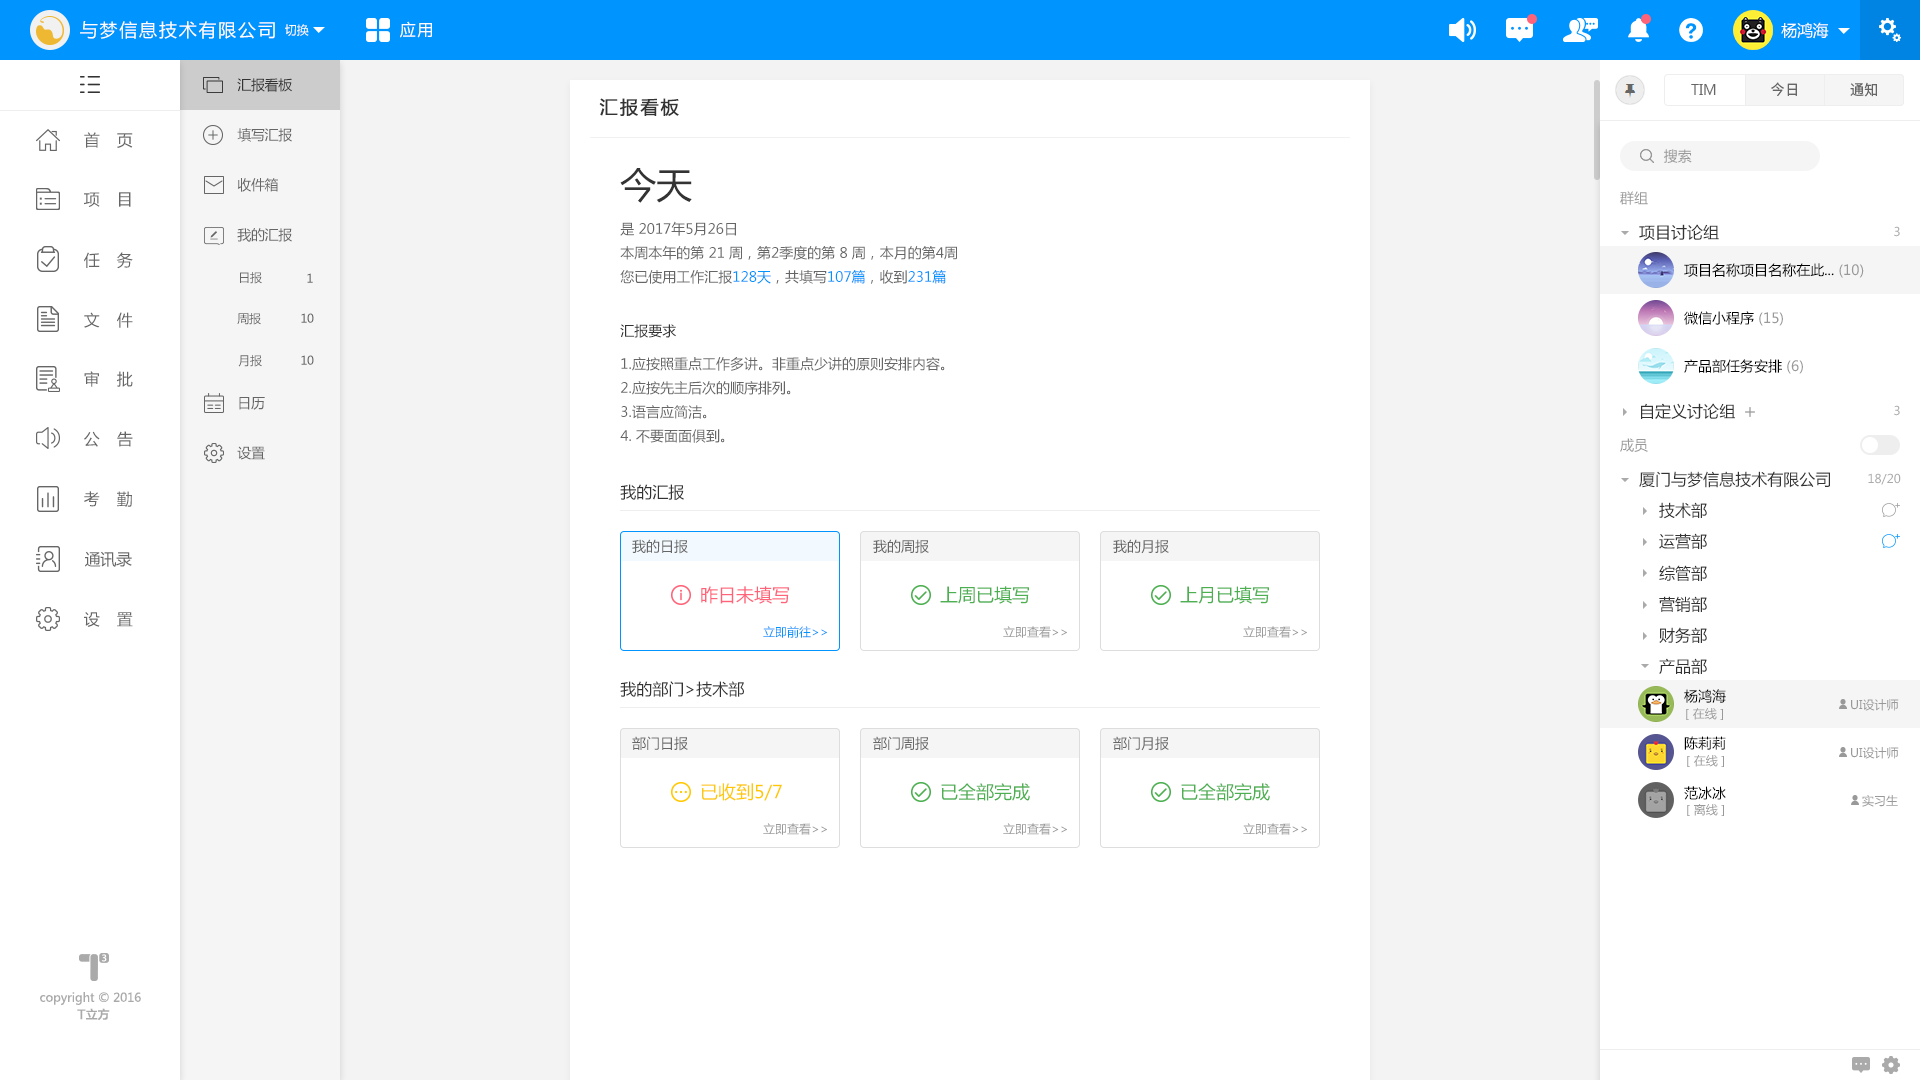 与梦信息技术有限公司 切换 应用 杨鸿海
首 页
项 目
任 务
文 件
审 批
公 告
考 勤
通讯录
设 置
3
copyright © 2016
T立方
汇报看板
填写汇报
收件箱
我的汇报
日报 1
周报 10
月报 10
日历
设置
汇报看板
今天
是 2017年5月26日
本周本年的第 21 周，第2季度的第 8 周，本月的第4周
您已使用工作汇报128天，共填写107篇，收到231篇
汇报要求
1.应按照重点工作多讲。非重点少讲的原则安排内容。
2.应按先主后次的顺序排列。
3.语言应简洁。
4. 不要面面俱到。
我的汇报
我的日报
昨日未填写
立即前往>>
我的周报
上周已填写
立即查看>>
我的月报
上月已填写
立即查看>>
我的部门>技术部
部门日报
已收到5/7
立即查看>>
部门周报
已全部完成
立即查看>>
部门月报
已全部完成
立即查看>>
TIM 今日 通知
搜索
群组
项目讨论组 3
项目名称项目名称在此... (10)
微信小程序 (15)
产品部任务安排 (6)
自定义讨论组 + 3
成员
厦门与梦信息技术有限公司 18/20
技术部
运营部
综管部
营销部
财务部
产品部
杨鸿海 UI设计师
[ 在线 ]
陈莉莉 UI设计师
[ 在线 ]
范冰冰 实习生
[ 离线 ]